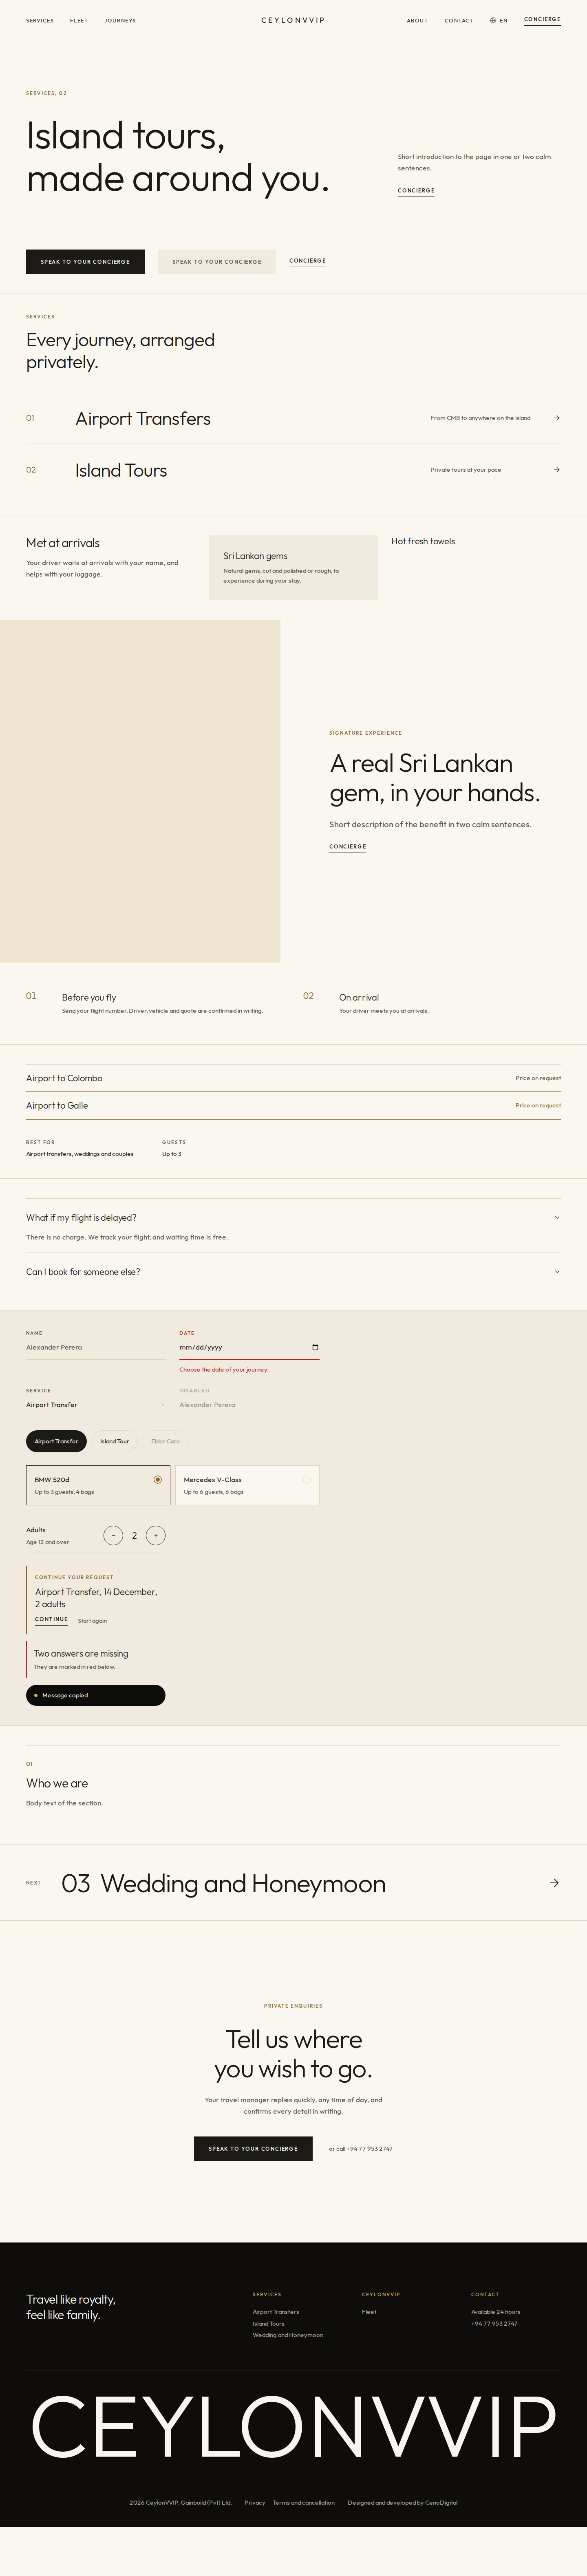 SERVICES FLEET JOURNEYS CEYLONVVIP ABOUT CONTACT EN CONCIERGE
SERVICES, 02
Island tours,
made around you.
Short introduction to the page in one or two calm
sentences.
CONCIERGE
SPEAK TO YOUR CONCIERGE SPEAK TO YOUR CONCIERGE CONCIERGE
SERVICES
Every journey, arranged
privately.
01 Airport Transfers From CMB to anywhere on the island
02 Island Tours Private tours at your pace
Met at arrivals
Your driver waits at arrivals with your name, and
helps with your luggage.
Sri Lankan gems
Natural gems, cut and polished or rough, to
experience during your stay.
Hot fresh towels
SIGNATURE EXPERIENCE
A real Sri Lankan
gem, in your hands.
Short description of the benefit in two calm sentences.
CONCIERGE
01 Before you fly
Send your flight number. Driver, vehicle and quote are confirmed in writing.
02 On arrival
Your driver meets you at arrivals.
Airport to Colombo Price on request
Airport to Galle Price on request
BEST FOR
Airport transfers, weddings and couples
GUESTS
Up to 3
What if my flight is delayed?
There is no charge. We track your flight, and waiting time is free.
Can I book for someone else?
NAME
Alexander Perera
DATE
mm/dd/yyyy
Choose the date of your journey.
SERVICE
Airport Transfer
DISABLED
Alexander Perera
Airport Transfer Island Tour Elder Care
BMW 520d
Up to 3 guests, 4 bags
Mercedes V-Class
Up to 6 guests, 6 bags
Adults
Age 12 and over
− 2 +
CONTINUE YOUR REQUEST
Airport Transfer, 14 December,
2 adults
CONTINUE Start again
Two answers are missing
They are marked in red below.
Message copied
01
Who we are
Body text of the section.
NEXT 03 Wedding and Honeymoon
PRIVATE ENQUIRIES
Tell us where
you wish to go.
Your travel manager replies quickly, any time of day, and
confirms every detail in writing.
SPEAK TO YOUR CONCIERGE or call +94 77 953 2747
Travel like royalty,
feel like family.
SERVICES
Airport Transfers
Island Tours
Wedding and Honeymoon
CEYLONVVIP
Fleet
CONTACT
Available 24 hours
+94 77 953 2747
CEYLONVVIP
2026 CeylonVVIP. Gainbuild (Pvt) Ltd. Privacy Terms and cancellation Designed and developed by CenoDigital